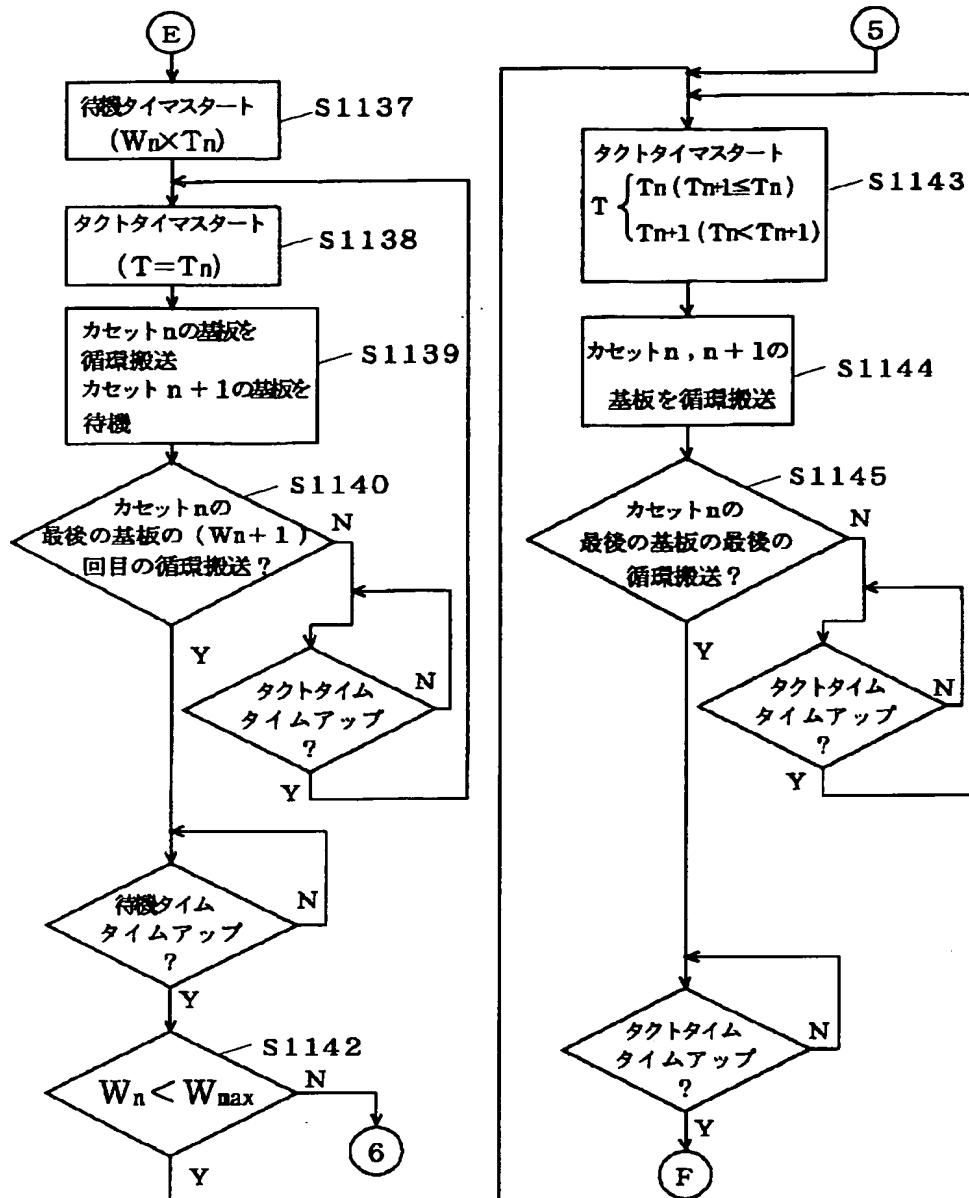 E
待機タイマスタート
(Wn×Tn)
S1137
タクトタイマスタート
(T=Tn)
S1138
カセットnの基板を
循環搬送
カセットn+1の基板を
待機
S1139
S1140
カセットnの
最後の基板の(Wn+1)
回目の循環搬送?
N
Y
タクトタイム
タイムアップ
?
N
Y
待機タイム
タイムアップ
?
N
Y
S1142
Wn<Wmax
N
6
Y
5
タクトタイマスタート
T { Tn(Tn+1≦Tn)
Tn+1(Tn<Tn+1)
S1143
カセットn,n+1の
基板を循環搬送
S1144
S1145
カセットnの
最後の基板の最後の
循環搬送?
N
Y
タクトタイム
タイムアップ
?
N
Y
タクトタイム
タイムアップ
?
N
Y
F